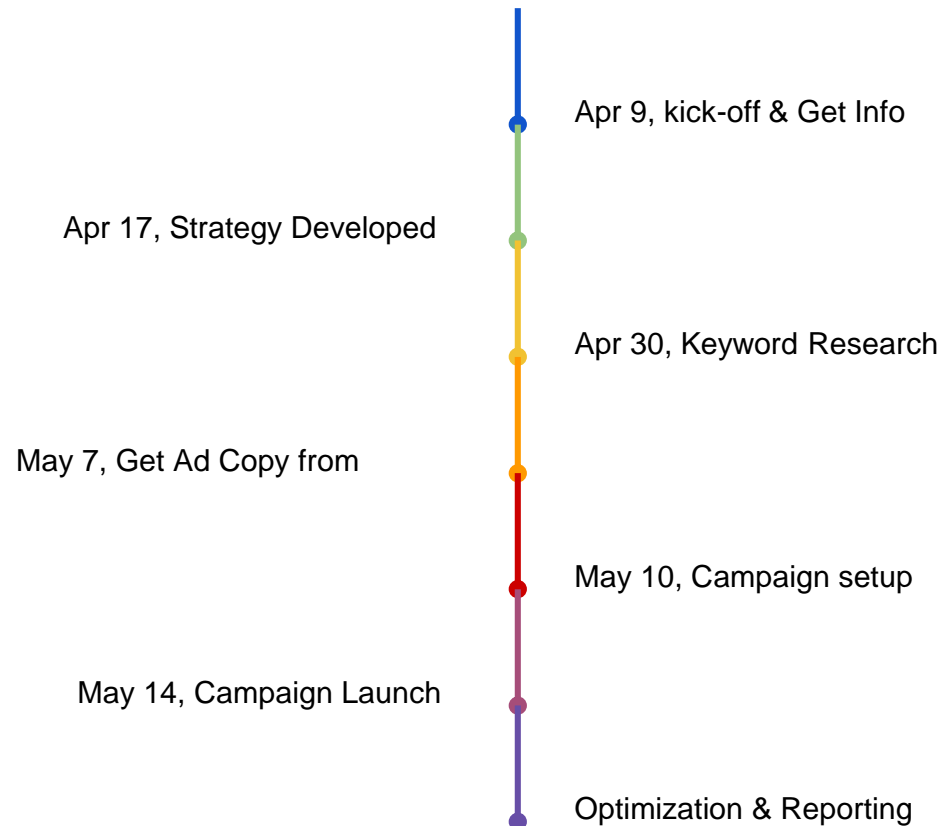 Apr 9, kick-off & Get Info
Apr 17, Strategy Developed
Apr 30, Keyword Research
May 7, Get Ad Copy from
May 10, Campaign setup
May 14, Campaign Launch
Optimization & Reporting